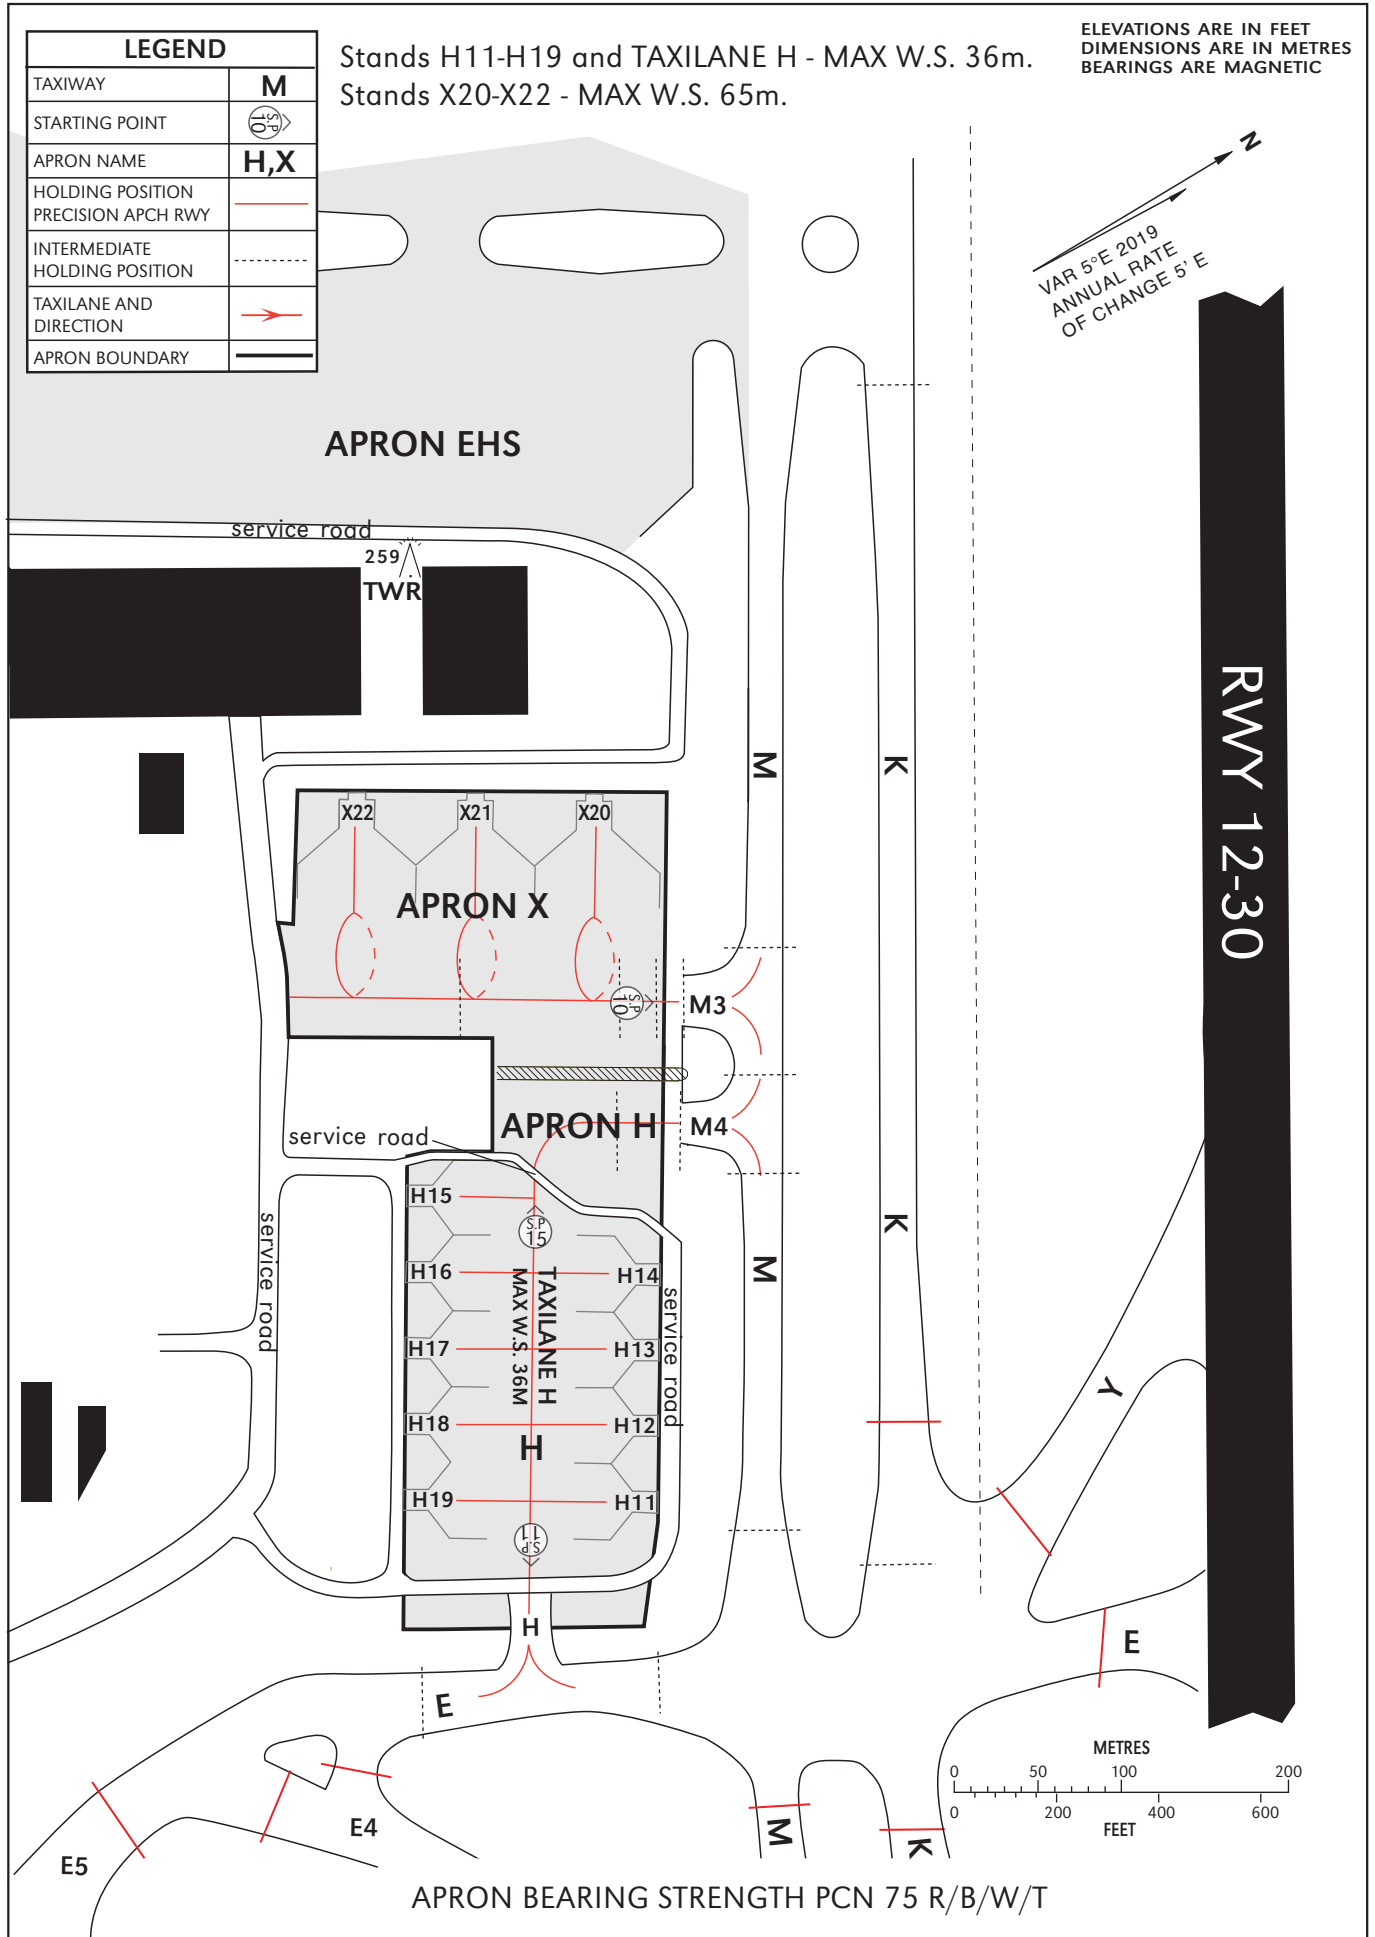 LEGEND
TAXIWAY M
STARTING POINT S.P 10
APRON NAME H,X
HOLDING POSITION
PRECISION APCH RWY
INTERMEDIATE
HOLDING POSITION
TAXILANE AND
DIRECTION
APRON BOUNDARY
Stands H11-H19 and TAXILANE H - MAX W.S. 36m.
Stands X20-X22 - MAX W.S. 65m.
ELEVATIONS ARE IN FEET
DIMENSIONS ARE IN METRES
BEARINGS ARE MAGNETIC
N
VAR 5°E 2019
ANNUAL RATE
OF CHANGE 5' E
APRON EHS
service road
259
TWR
M
K
RWY 12-30
X22
X21
X20
APRON X
S.P
10
M3
APRON H
M4
service road
H15
S.P
15
service road
K
M
H16
H14
TAXILANE H
MAX W.S. 36M
service road
H17
H13
H18
H12
H
H19
H11
S.P
11
Y
H
E
E
METRES
0 50 100 200
0 200 400 600
FEET
E4
E5
M
K
APRON BEARING STRENGTH PCN 75 R/B/W/T